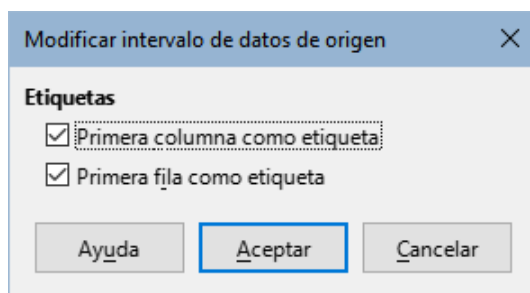 Modificar intervalo de datos de origen
Etiquetas
Primera columna como etiqueta
Primera fila como etiqueta
Ayuda
Aceptar
Cancelar